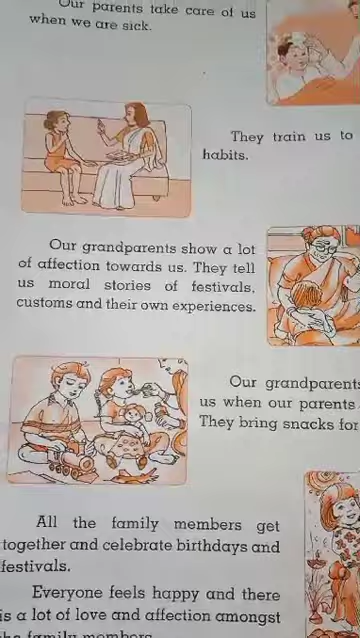 Our parents take care of us
when we are sick.
They train us to
habits.
Our grandparents show a lot
of affection towards us. They tell
us moral stories of festivals,
customs and their own experiences.
Our grandparents
us when our parents
They bring snacks for
All the family members get
together and celebrate birthdays and
festivals.
Everyone feels happy and there
is a lot of love and affection amongst
the family members.